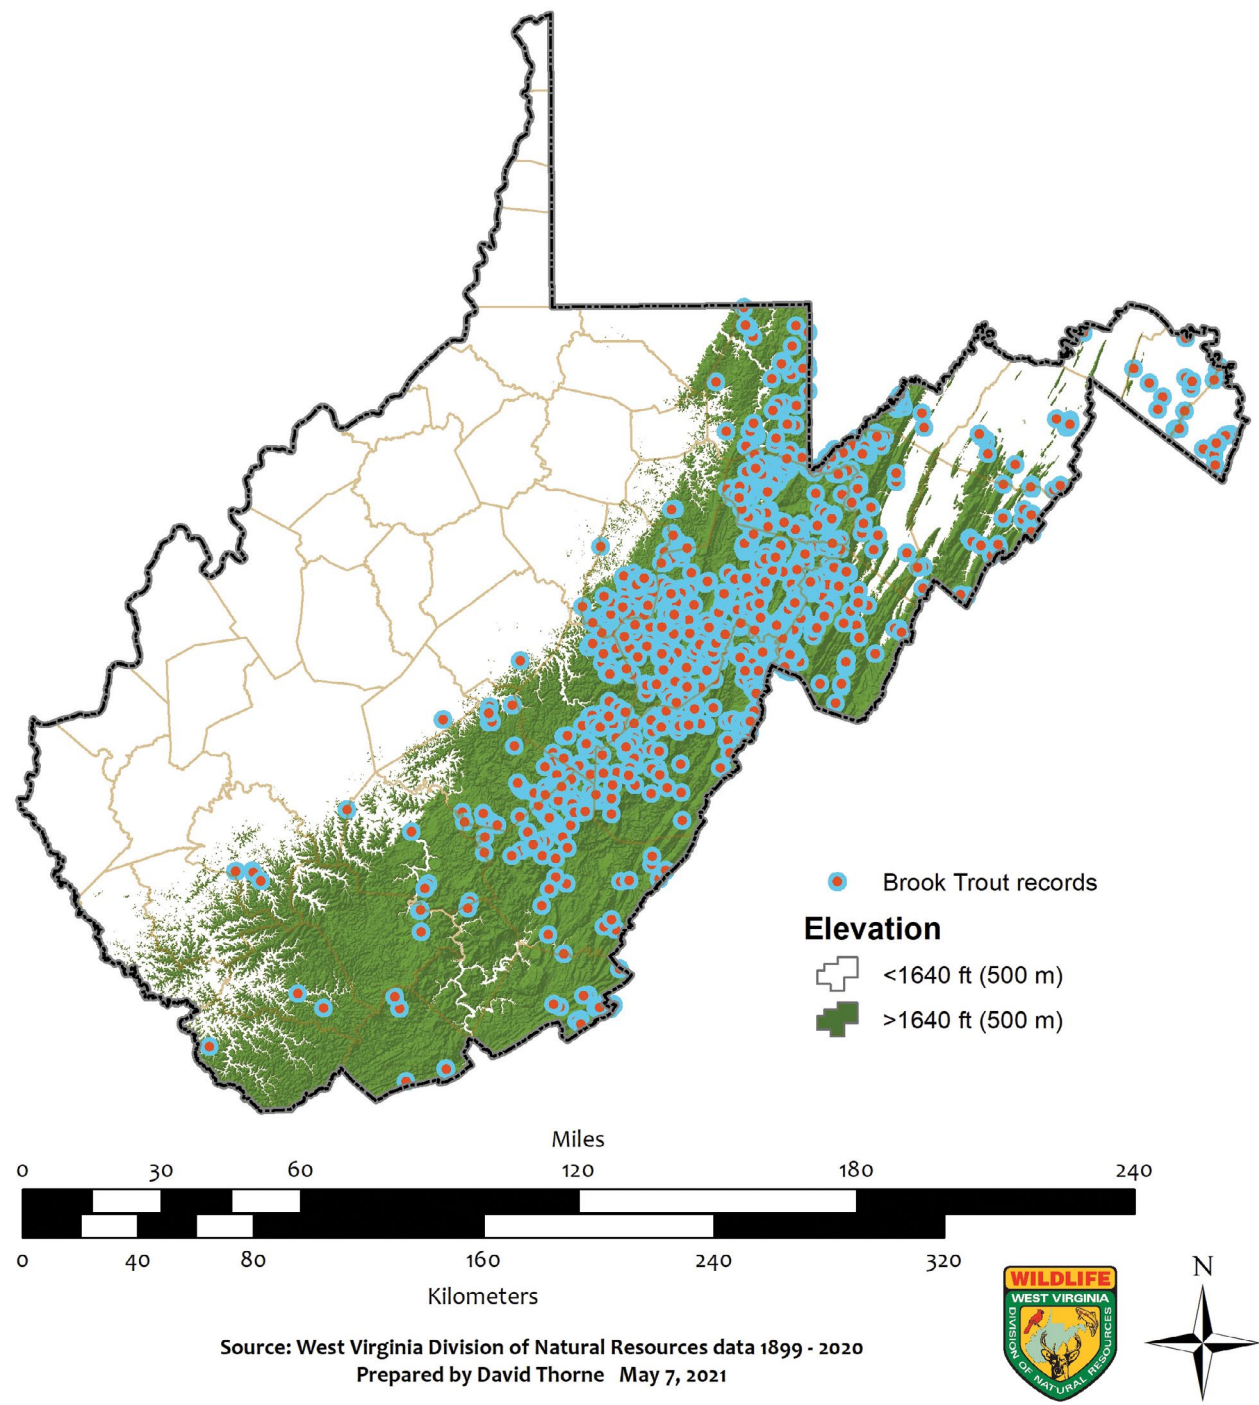 Brook Trout records
Elevation
<1640 ft (500 m)
>1640 ft (500 m)
Miles
0 30 60 120 180 240
0 40 80 160 240 320
Kilometers
WILDLIFE
WEST VIRGINIA
DIVISION OF NATURAL RESOURCES
N
Source: West Virginia Division of Natural Resources data 1899 - 2020
Prepared by David Thorne May 7, 2021